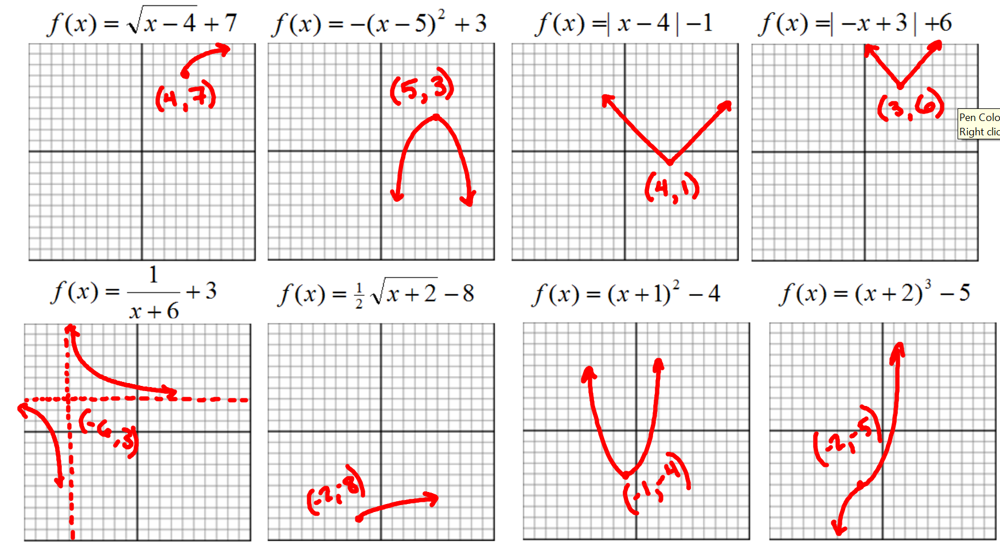 f(x) = √x − 4 + 7
f(x) = −(x − 5)² + 3
f(x) =| x − 4 | −1
f(x) =| −x + 3 | +6
(4,7)
(5,3)
(4,1)
(3,6)
Pen Colo
Right clic
f(x) = 1/(x + 6) + 3
f(x) = ½ √x + 2 − 8
f(x) = (x + 1)² − 4
f(x) = (x + 2)³ − 5
(-6,3)
(-2,-8)
(-1,-4)
(-2,-5)